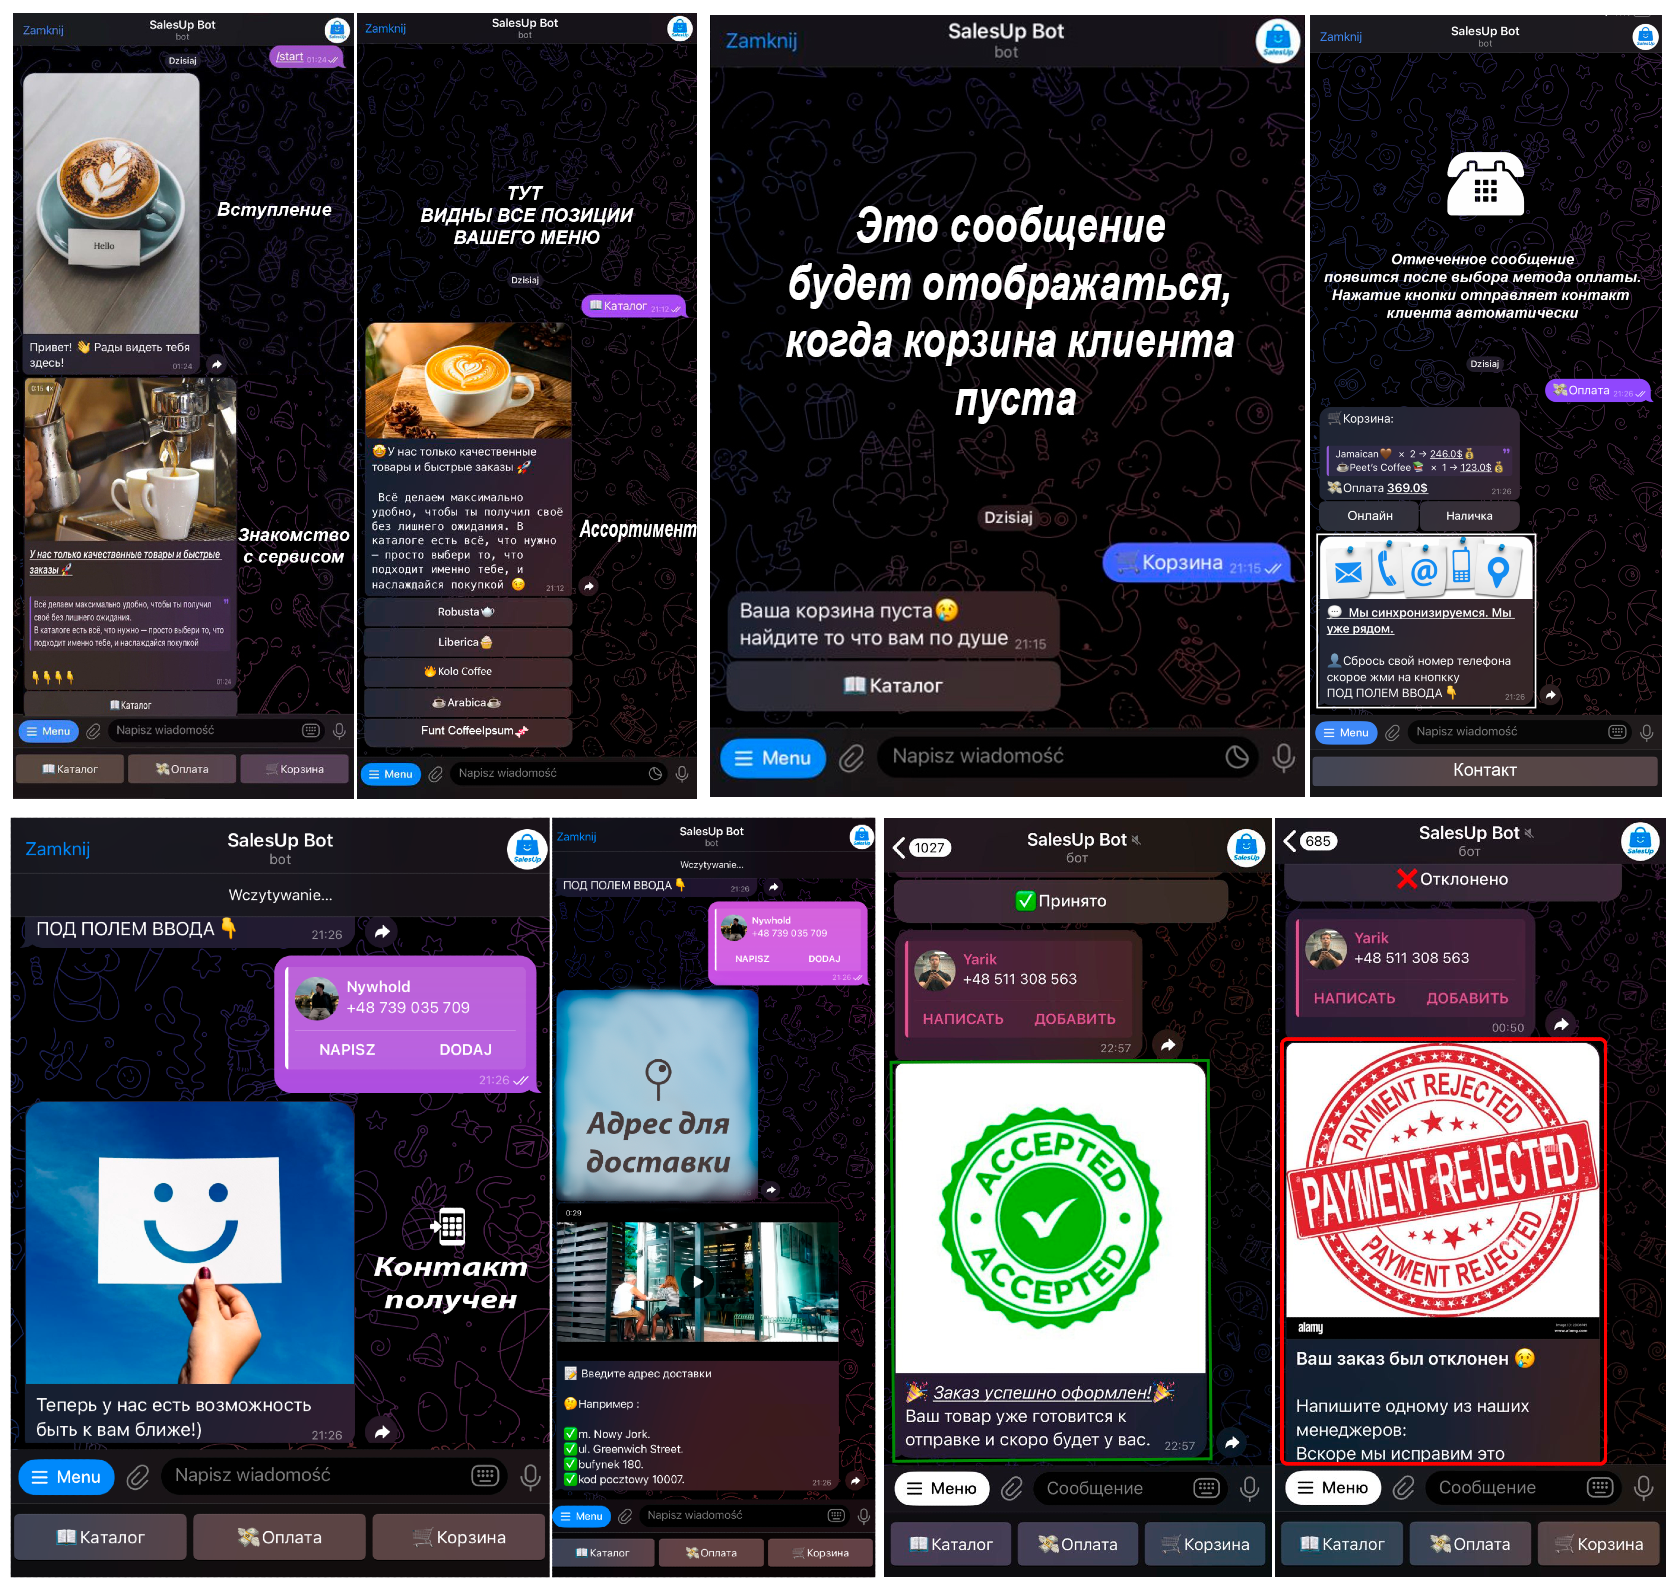 Zamknij
SalesUp Bot
bot
SalesUp
/start 01:24
Dzisiaj
Hello
Вступление
Привет! 👋 Рады видеть тебя
здесь!
01:24
0:15
Знакомство
с сервисом
У нас только качественные товары и быстрые
заказы 🚀
Всё делаем максимально удобно, чтобы ты получил
своё без лишнего ожидания.
В каталоге есть всё, что нужно — просто выбери то, что
подходит именно тебе, и наслаждайся покупкой
👇👇👇👇
01:24
📖Каталог
Menu
Napisz wiadomość
📖Каталог
💸Оплата
🛒Корзина
Zamknij
SalesUp Bot
bot
SalesUp
ТУТ
ВИДНЫ ВСЕ ПОЗИЦИИ
ВАШЕГО МЕНЮ
Dzisiaj
📖Каталог 21:12
🤩У нас только качественные
товары и быстрые заказы 🚀
Всё делаем максимально
удобно, чтобы ты получил своё
без лишнего ожидания. В
каталоге есть всё, что нужно
— просто выбери то, что
подходит именно тебе, и
наслаждайся покупкой 😊
21:12
Ассортимент
Robusta🫖
Liberica🧁
🔥Kolo Coffee
☕Arabica☕
Funt CoffeeIpsum🍬
Menu
Napisz wiadomość
Zamknij
SalesUp Bot
bot
SalesUp
Это сообщение
будет отображаться,
когда корзина клиента
пуста
Dzisiaj
🛒Корзина 21:15
Ваша корзина пуста😢
найдите то что вам по душе 21:15
📖Каталог
Menu
Napisz wiadomość
Zamknij
SalesUp Bot
bot
SalesUp
Отмеченное сообщение
появится после выбора метода оплаты.
Нажатие кнопки отправляет контакт
клиента автоматически
Dzisiaj
💸Оплата 21:26
🛒Корзина:
Jamaican🤎 × 2 → 246.0$💰
☕Peet's Coffee🍨 × 1 → 123.0$💰
💸Оплата 369.0$
21:26
Онлайн
Наличка
@
💬 Мы синхронизируемся. Мы
уже рядом.
👤Сбрось свой номер телефона
скорое жми на кнопкку
ПОД ПОЛЕМ ВВОДА👇
21:26
Menu
Napisz wiadomość
Контакт
Zamknij
SalesUp Bot
bot
SalesUp
Wczytywanie...
ПОД ПОЛЕМ ВВОДА👇
21:26
Nywhold
+48 739 035 709
NAPISZ
DODAJ
21:26
Контакт
получен
Теперь у нас есть возможность
быть к вам ближе!)
21:26
Menu
Napisz wiadomość
📖Каталог
💸Оплата
🛒Корзина
Zamknij
SalesUp Bot
bot
SalesUp
Wczytywanie...
ПОД ПОЛЕМ ВВОДА👇
21:26
Nywhold
+48 739 035 709
NAPISZ
DODAJ
21:26
Адрес для
доставки
0:29
📝 Введите адрес доставки
🤔Например :
✅m. Nowy Jork.
✅ul. Greenwich Street.
✅bufynek 180.
✅kod pocztowy 10007.
21:26
Menu
Napisz wiadomość
📖Каталог
💸Оплата
🛒Корзина
1027
SalesUp Bot
бот
SalesUp
✅Принято
Yarik
+48 511 308 563
НАПИСАТЬ
ДОБАВИТЬ
22:57
ACCEPTED
ACCEPTED
🎉 Заказ успешно оформлен!🎉
Ваш товар уже готовится к
отправке и скоро будет у вас.
22:57
Меню
Сообщение
📖Каталог
💸Оплата
🛒Корзина
685
SalesUp Bot
бот
SalesUp
❌Отклонено
Yarik
+48 511 308 563
НАПИСАТЬ
ДОБАВИТЬ
00:50
PAYMENT REJECTED
PAYMENT REJECTED
PAYMENT REJECTED
alamy
www.alamy.com
Ваш заказ был отклонен 😢
Напишите одному из наших
менеджеров:
Вскоре мы исправим это
Меню
Сообщение
📖Каталог
💸Оплата
🛒Корзина